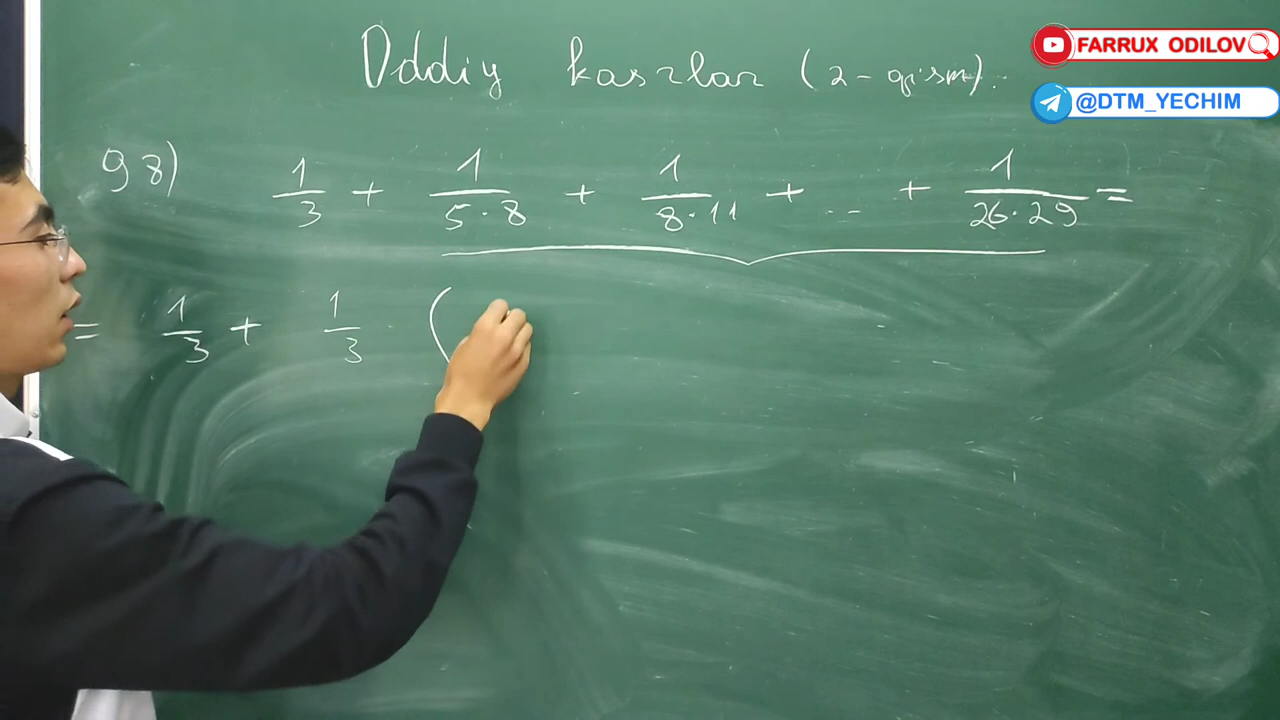 Oddiy kasrlar (2-qism).
FARRUX ODILOV
@DTM_YECHIM
98) 1/3 + 1/(5·8) + 1/(8·11) + ... + 1/(26·29) =
= 1/3 + 1/3 · (